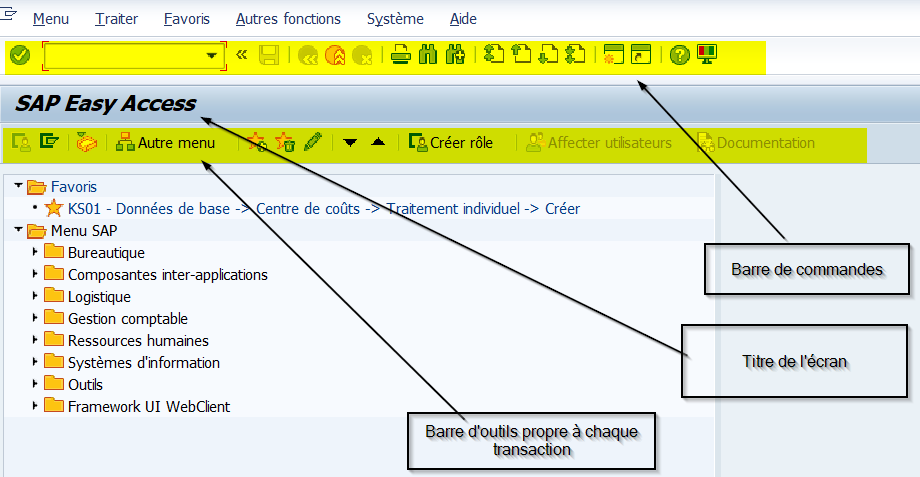 Menu Traiter Favoris Autres fonctions Système Aide
SAP Easy Access
Autre menu Créer rôle Affecter utilisateurs Documentation
Favoris
KS01 - Données de base -> Centre de coûts -> Traitement individuel -> Créer
Menu SAP
Bureautique
Composantes inter-applications
Logistique
Gestion comptable
Ressources humaines
Systèmes d'information
Outils
Framework UI WebClient
Barre de commandes
Titre de l'écran
Barre d'outils propre à chaque
transaction